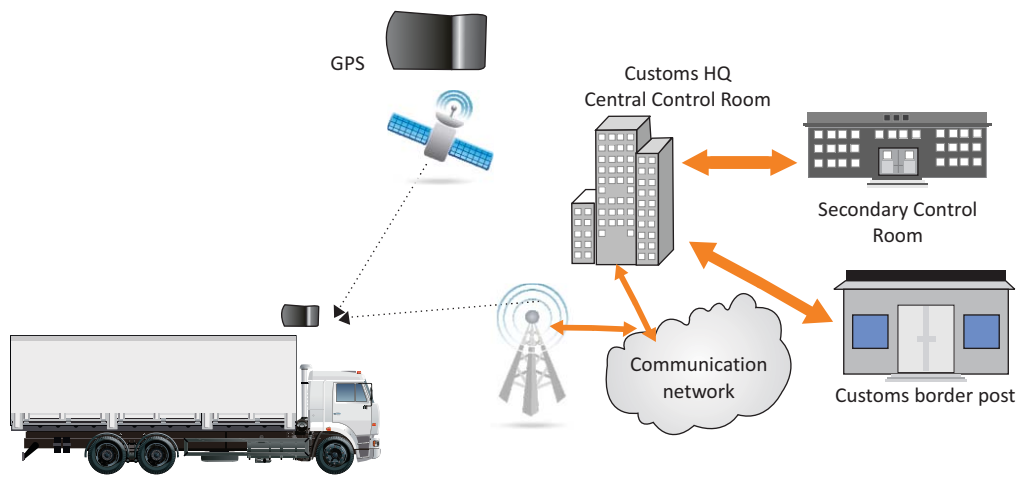 GPS
Customs HQ
Central Control Room
Secondary Control
Room
Communication
network
Customs border post